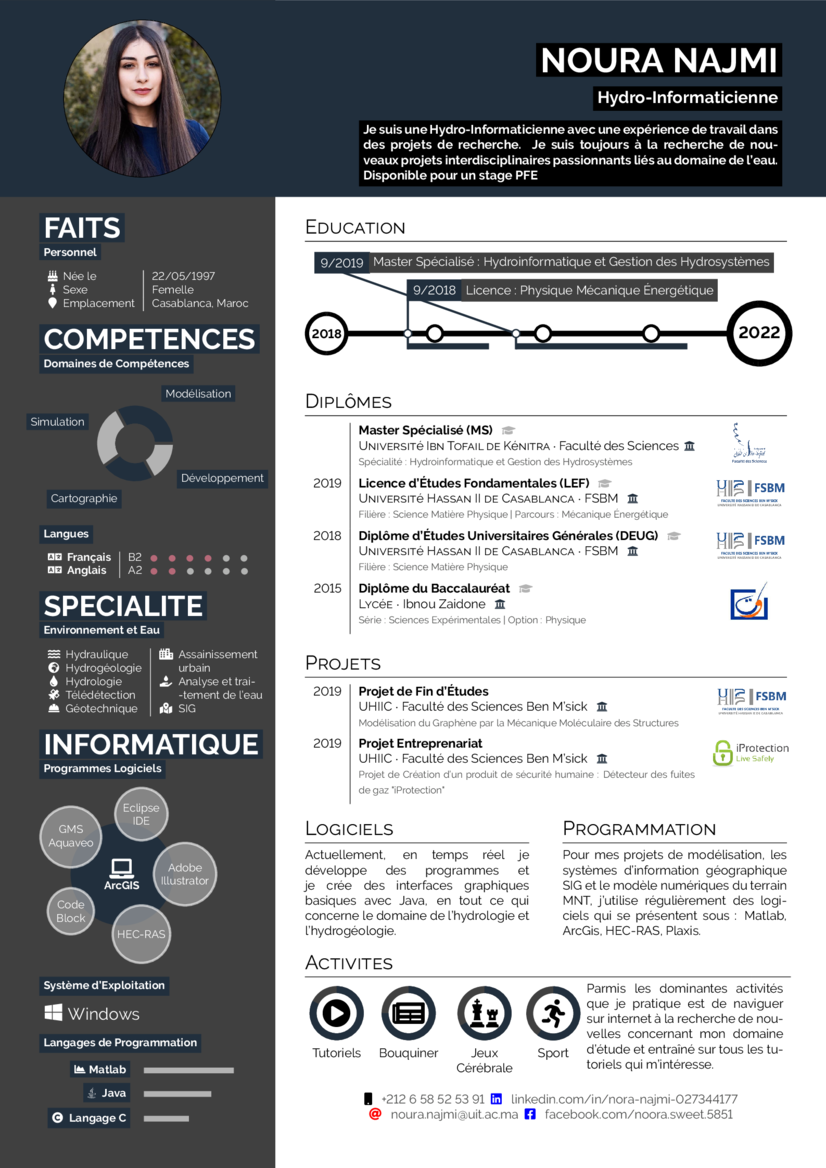 NOURA NAJMI
Hydro-Informaticienne
Je suis une Hydro-Informaticienne avec une expérience de travail dans
des projets de recherche. Je suis toujours à la recherche de nou-
veaux projets interdisciplinaires passionnants liés au domaine de l'eau.
Disponible pour un stage PFE
FAITS
Personnel
Née le 22/05/1997
Sexe Femelle
Emplacement Casablanca, Maroc
COMPETENCES
Domaines de Compétences
Modélisation
Simulation
Développement
Cartographie
Langues
Français B2
Anglais A2
SPECIALITE
Environnement et Eau
Hydraulique
Hydrogéologie
Hydrologie
Télédétection
Géotechnique
Assainissement
urbain
Analyse et trai-
-tement de l'eau
SIG
INFORMATIQUE
Programmes Logiciels
Eclipse
IDE
GMS
Aquaveo
Adobe
Illustrator
ArcGIS
Code
Block
HEC-RAS
Système d'Exploitation
Windows
Langages de Programmation
Matlab
Java
Langage C
EDUCATION
9/2019 Master Spécialisé : Hydroinformatique et Gestion des Hydrosystèmes
9/2018 Licence : Physique Mécanique Énergétique
2018
2022
DIPLÔMES
Master Spécialisé (MS)
UNIVERSITÉ IBN TOFAIL DE KÉNITRA · Faculté des Sciences
Spécialité : Hydroinformatique et Gestion des Hydrosystèmes
2019 Licence d'Études Fondamentales (LEF)
UNIVERSITÉ HASSAN II DE CASABLANCA · FSBM
Filière : Science Matière Physique | Parcours : Mécanique Énergétique
FSBM
2018 Diplôme d'Études Universitaires Générales (DEUG)
UNIVERSITÉ HASSAN II DE CASABLANCA · FSBM
Filière : Science Matière Physique
FSBM
2015 Diplôme du Baccalauréat
LYCÉE · Ibnou Zaidone
Série : Sciences Expérimentales | Option : Physique
PROJETS
2019 Projet de Fin d'Études
UHIIC · Faculté des Sciences Ben M'sick
Modélisation du Graphène par la Mécanique Moléculaire des Structures
FSBM
2019 Projet Entreprenariat
UHIIC · Faculté des Sciences Ben M'sick
Projet de Création d'un produit de sécurité humaine : Détecteur des fuites
de gaz "iProtection"
iProtection
Live Safely
LOGICIELS
Actuellement, en temps réel je
développe des programmes et
je crée des interfaces graphiques
basiques avec Java, en tout ce qui
concerne le domaine de l'hydrologie et
l'hydrogéologie.
PROGRAMMATION
Pour mes projets de modélisation, les
systèmes d'information géographique
SIG et le modèle numériques du terrain
MNT, j'utilise régulièrement des logi-
ciels qui se présentent sous : Matlab,
ArcGis, HEC-RAS, Plaxis.
ACTIVITES
Tutoriels
Bouquiner
Jeux
Cérébrale
Sport
Parmis les dominantes activités
que je pratique est de naviguer
sur internet à la recherche de nou-
velles concernant mon domaine
d'étude et entraîné sur tous les tu-
toriels qui m'intéresse.
+212 6 58 52 53 91 linkedin.com/in/nora-najmi-027344177
noura.najmi@uit.ac.ma facebook.com/noora.sweet.5851